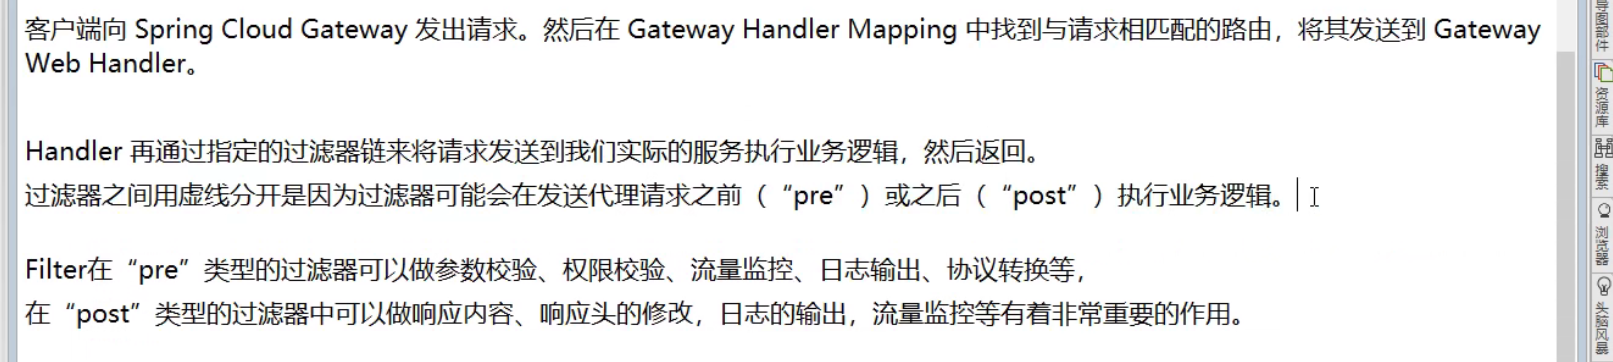 客户端向 Spring Cloud Gateway 发出请求。然后在 Gateway Handler Mapping 中找到与请求相匹配的路由，将其发送到 Gateway
Web Handler。
Handler 再通过指定的过滤器链来将请求发送到我们实际的服务执行业务逻辑，然后返回。
过滤器之间用虚线分开是因为过滤器可能会在发送代理请求之前（“pre”）或之后（“post”）执行业务逻辑。
Filter在“pre”类型的过滤器可以做参数校验、权限校验、流量监控、日志输出、协议转换等，
在“post”类型的过滤器中可以做响应内容、响应头的修改，日志的输出，流量监控等有着非常重要的作用。
导图部件
资源库
搜索
浏览器
头脑风暴